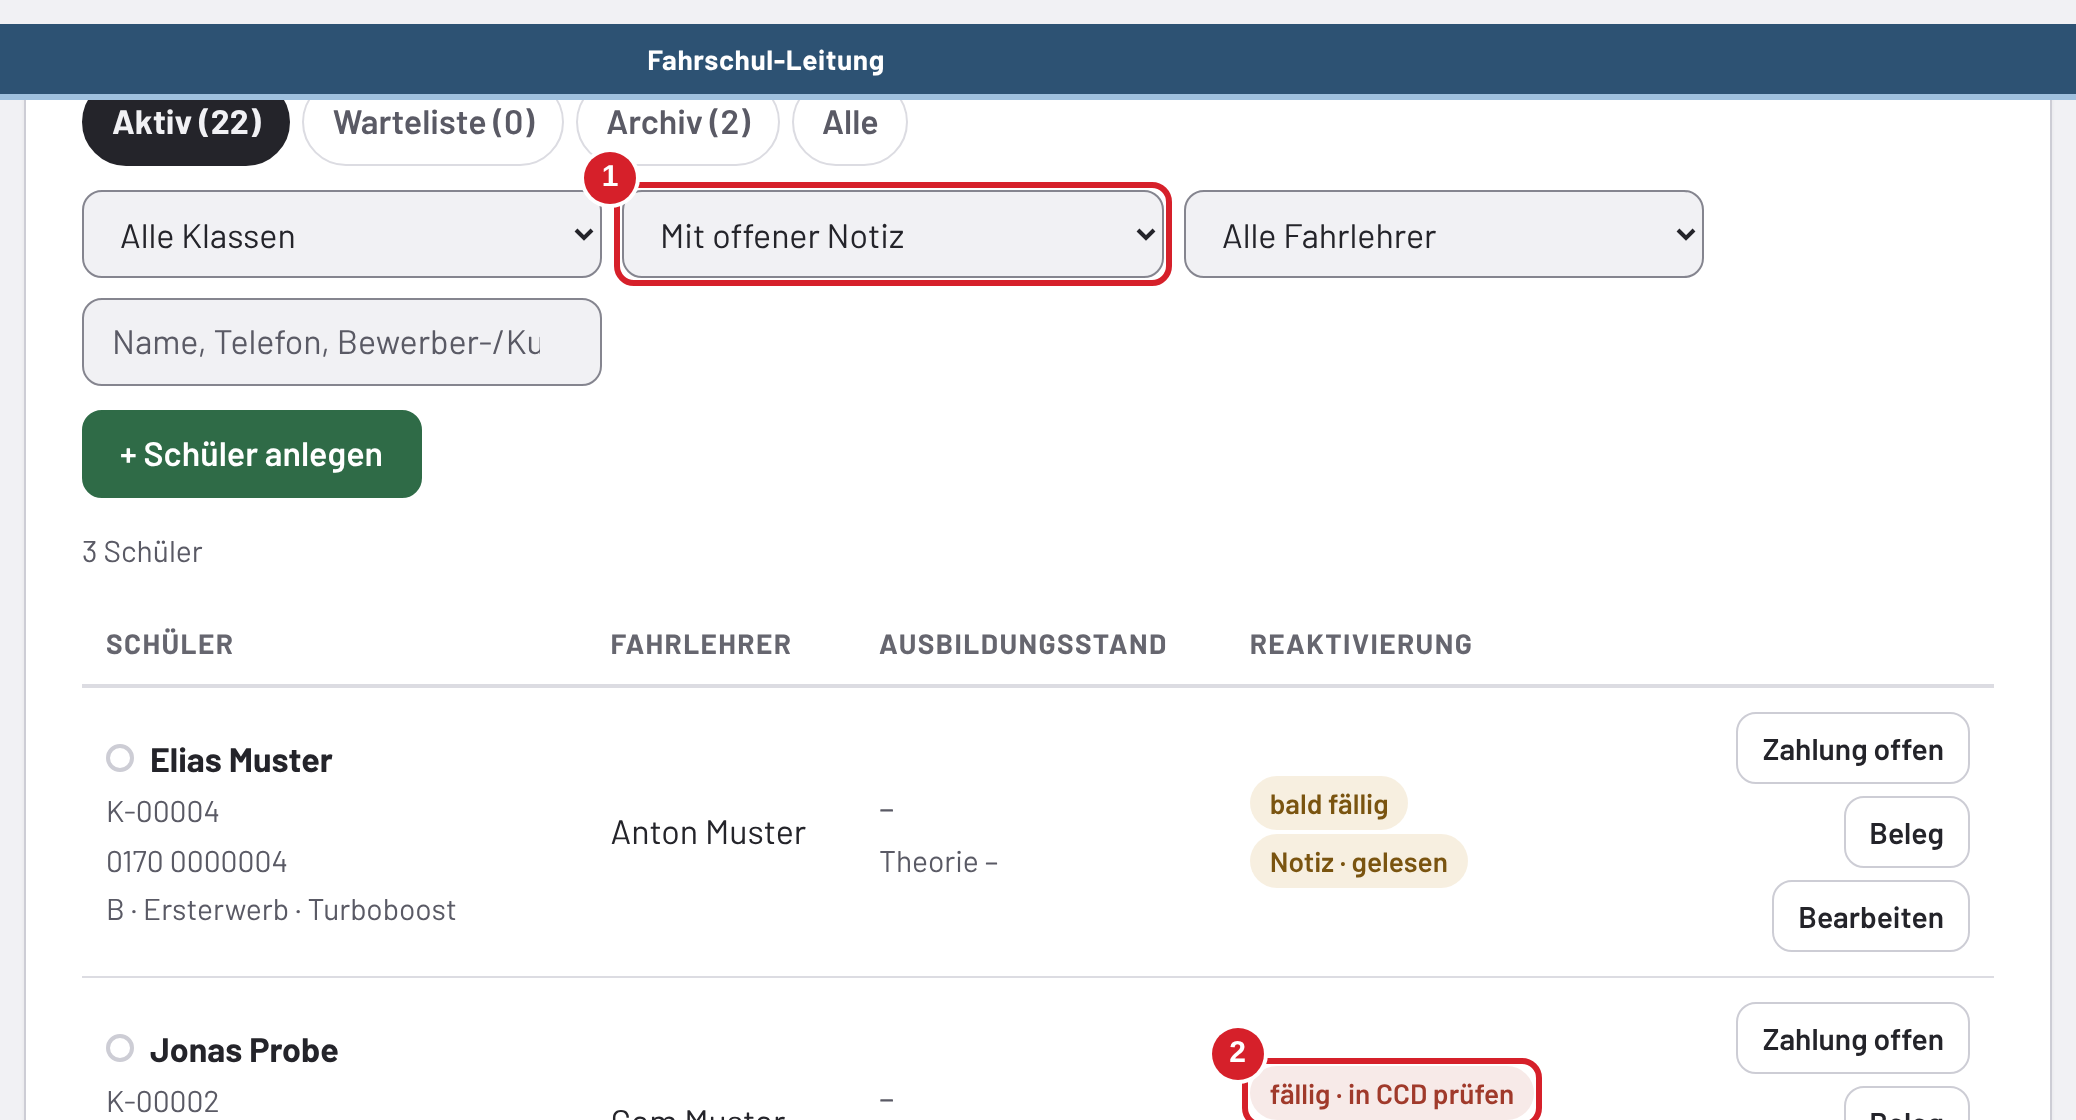 Fahrschul-Leitung
Aktiv (22) Warteliste (0) Archiv (2) Alle
1
Alle Klassen Mit offener Notiz Alle Fahrlehrer
Name, Telefon, Bewerber-/Ku
+ Schüler anlegen
3 Schüler
SCHÜLER FAHRLEHRER AUSBILDUNGSSTAND REAKTIVIERUNG
Zahlung offen
Elias Muster
K-00004 – bald fällig
Anton Muster Beleg
0170 0000004 Theorie – Notiz · gelesen
B · Ersterwerb · Turboboost Bearbeiten
Zahlung offen
Jonas Probe 2
K-00002 – fällig · in CCD prüfen
Muster Beleg